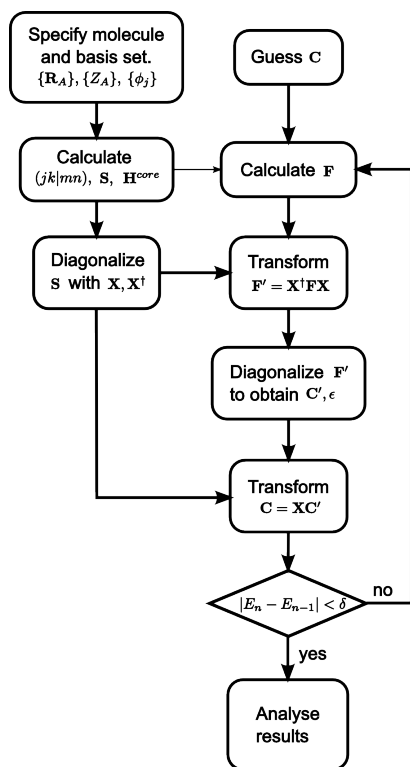 Specify molecule
and basis set.
{𝐑_A}, {Z_A}, {ϕ_j}
Guess 𝐂
Calculate
(jk|mn), 𝐒, 𝐇^core
Calculate 𝐅
Diagonalize
𝐒 with 𝐗, 𝐗†
Transform
𝐅′ = 𝐗†𝐅𝐗
Diagonalize 𝐅′
to obtain 𝐂′, ϵ
Transform
𝐂 = 𝐗𝐂′
|E_n − E_{n−1}| < δ
no
yes
Analyse
results